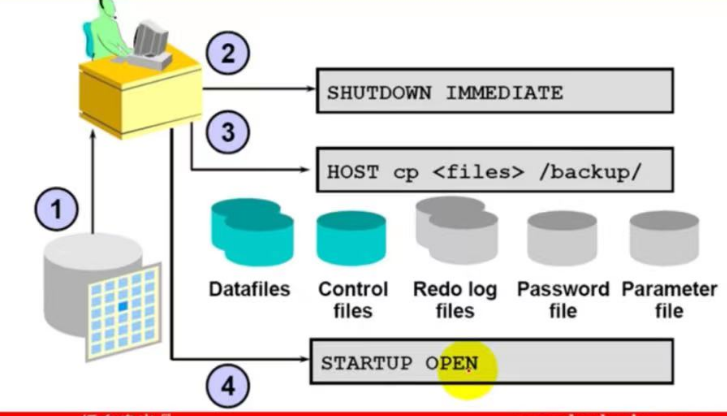 2
SHUTDOWN IMMEDIATE
3
HOST cp <files> /backup/
1
Datafiles
Control
files
Redo log
files
Password
file
Parameter
file
STARTUP OPEN
4